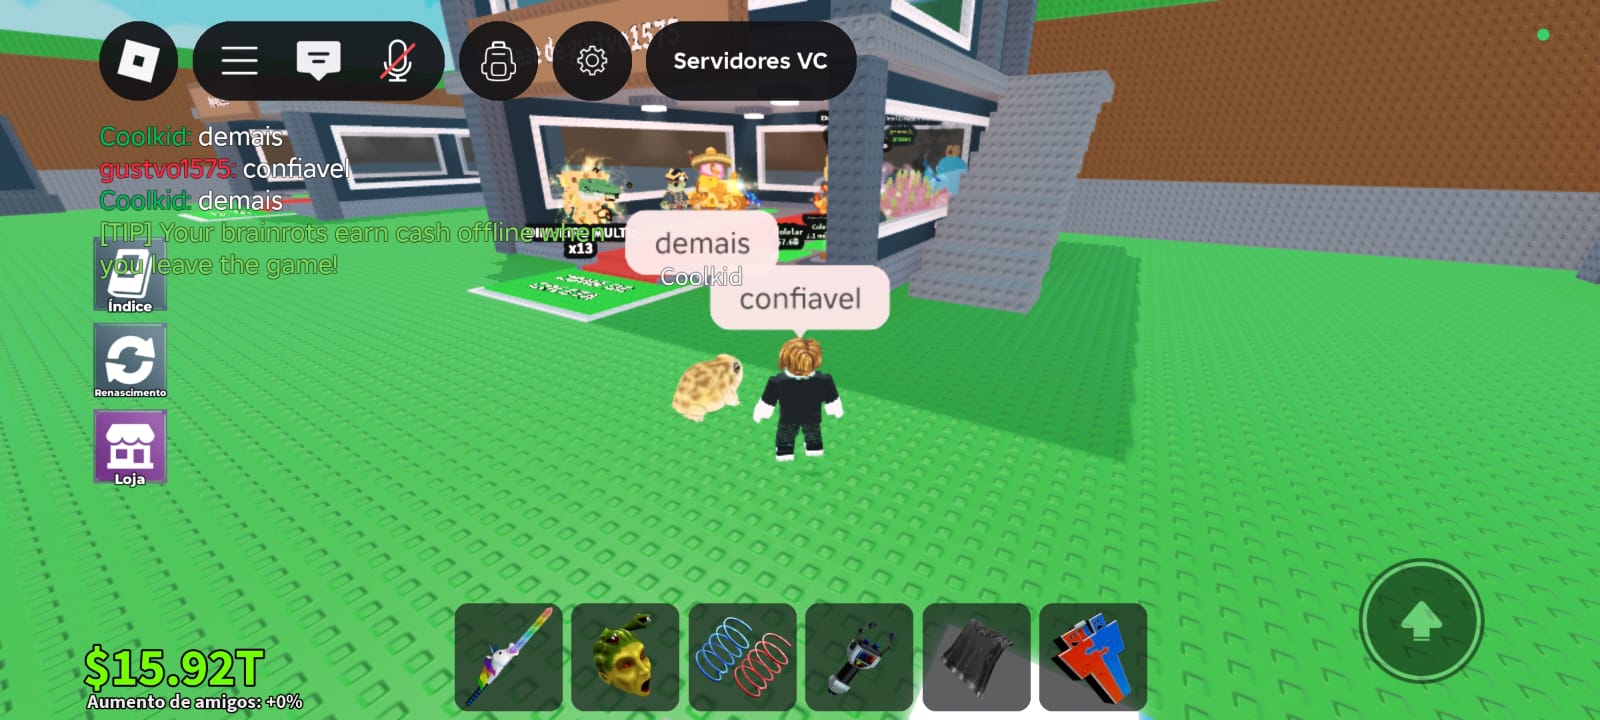 Servidores VC
Coolkid: demais
gustvo1575: confiavel
Coolkid: demais
[TIP] Your brainrots earn cash offline when
you leave the game!
x13
demais
Coolkid
confiavel
Índice
Renascimento
Loja
$15.92T
Aumento de amigos: +0%